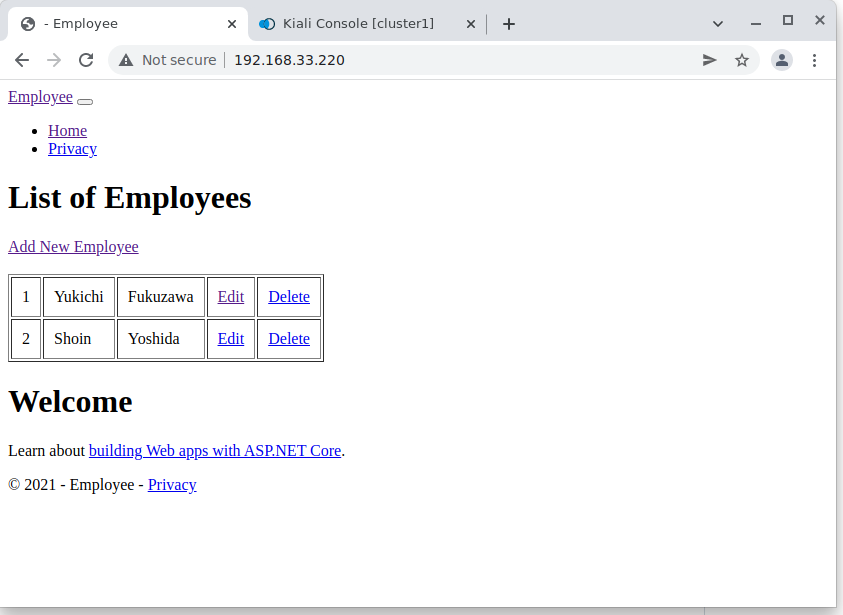 - Employee
Kiali Console [cluster1]
Not secure 192.168.33.220
Employee
Home
Privacy
List of Employees
Add New Employee
1 Yukichi Fukuzawa Edit Delete
2 Shoin Yoshida Edit Delete
Welcome
Learn about building Web apps with ASP.NET Core.
© 2021 - Employee - Privacy